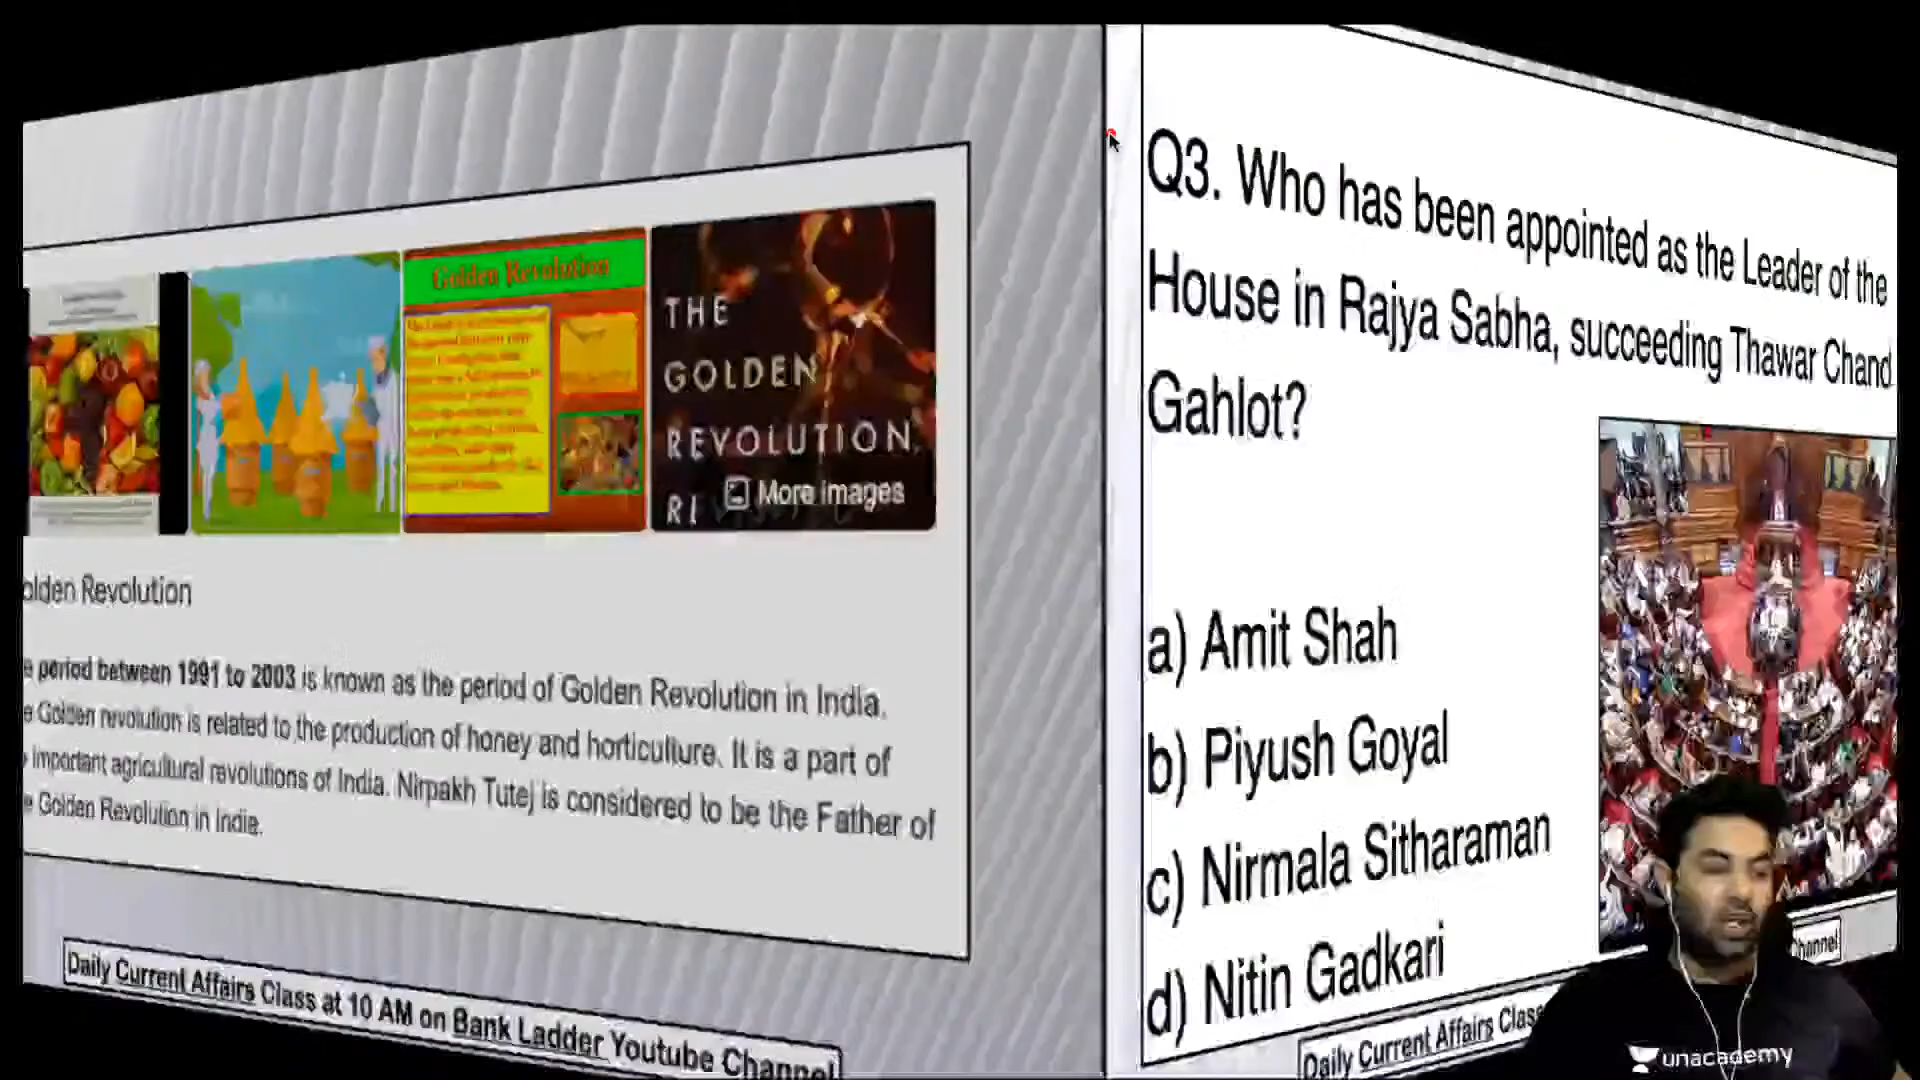 Golden Revolution
THE
GOLDEN
REVOLUTION
RI
More images
olden Revolution
e period between 1991 to 2003 is known as the period of Golden Revolution in India.
e Golden revolution is related to the production of honey and horticulture. It is a part of
important agricultural revolutions of India. Nirpakh Tutej is considered to be the Father of
e Golden Revolution in India.
Daily Current Affairs Class at 10 AM on Bank Ladder Youtube Channel
Q3. Who has been appointed as the Leader of the
House in Rajya Sabha, succeeding Thawar Chand
Gahlot?
a) Amit Shah
b) Piyush Goyal
c) Nirmala Sitharaman
d) Nitin Gadkari
Daily Current Affairs Class
Channel
unacademy